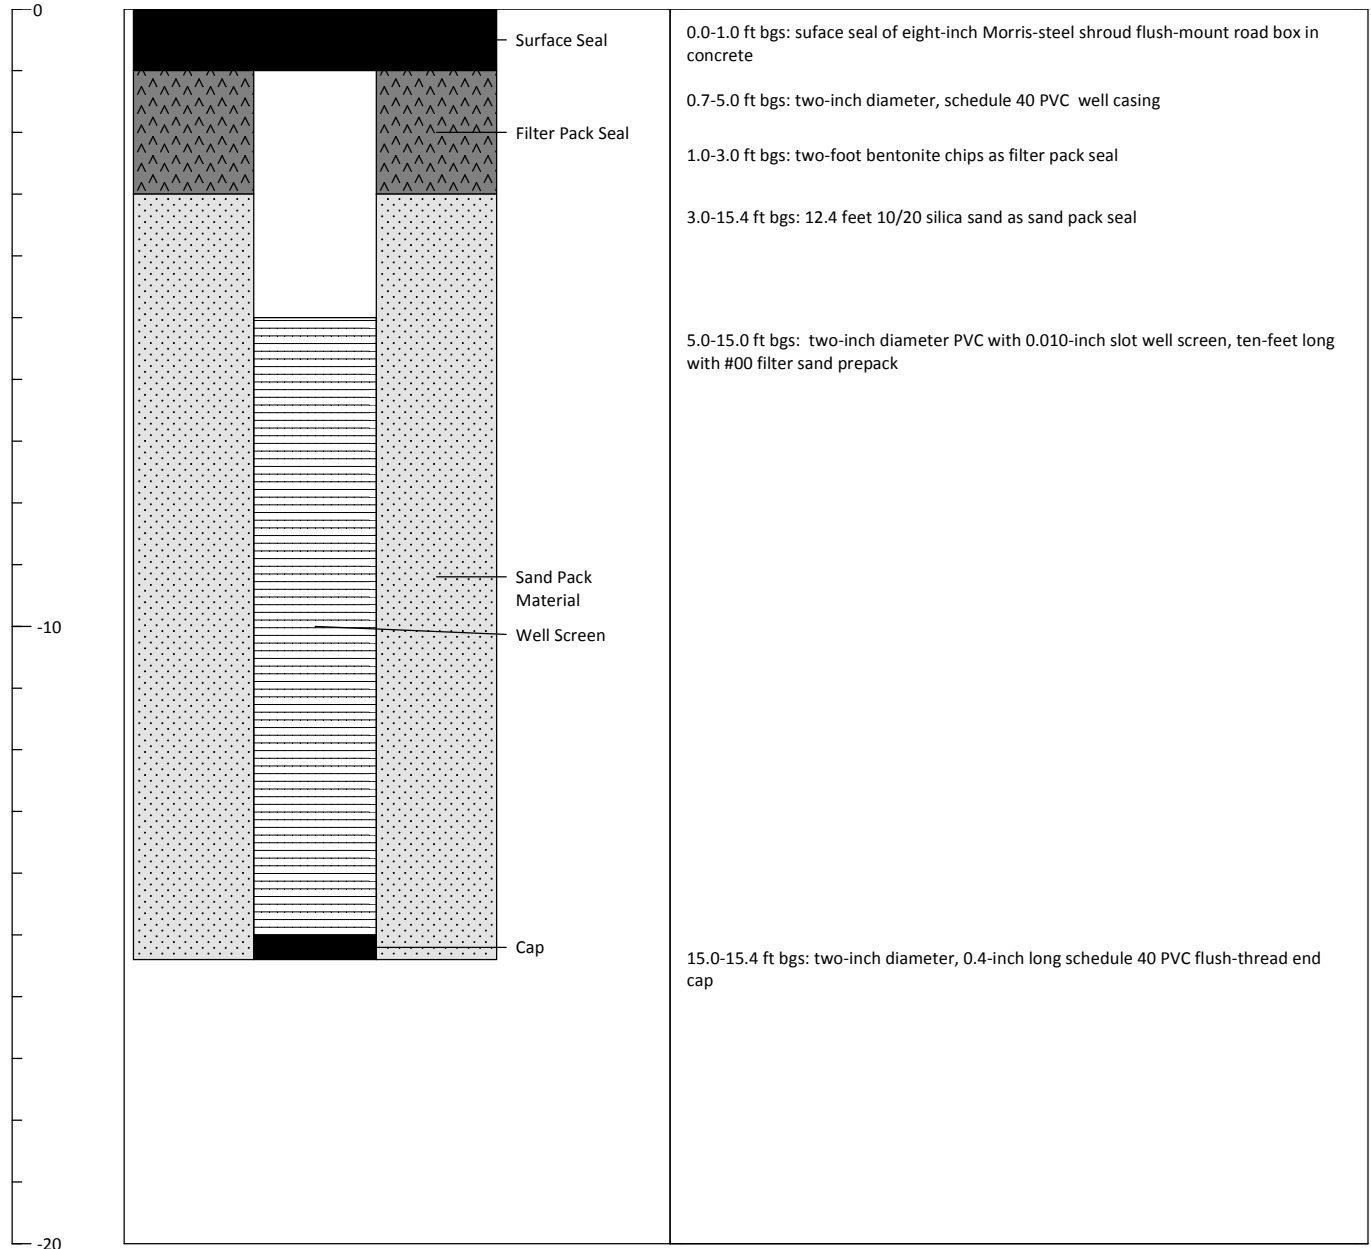 0
Surface Seal
0.0-1.0 ft bgs: suface seal of eight-inch Morris-steel shroud flush-mount road box in
concrete
0.7-5.0 ft bgs: two-inch diameter, schedule 40 PVC  well casing
Filter Pack Seal
1.0-3.0 ft bgs: two-foot bentonite chips as filter pack seal
3.0-15.4 ft bgs: 12.4 feet 10/20 silica sand as sand pack seal
5.0-15.0 ft bgs:  two-inch diameter PVC with 0.010-inch slot well screen, ten-feet long
with #00 filter sand prepack
Sand Pack
Material
-10
Well Screen
Cap
15.0-15.4 ft bgs: two-inch diameter, 0.4-inch long schedule 40 PVC flush-thread end
cap
-20